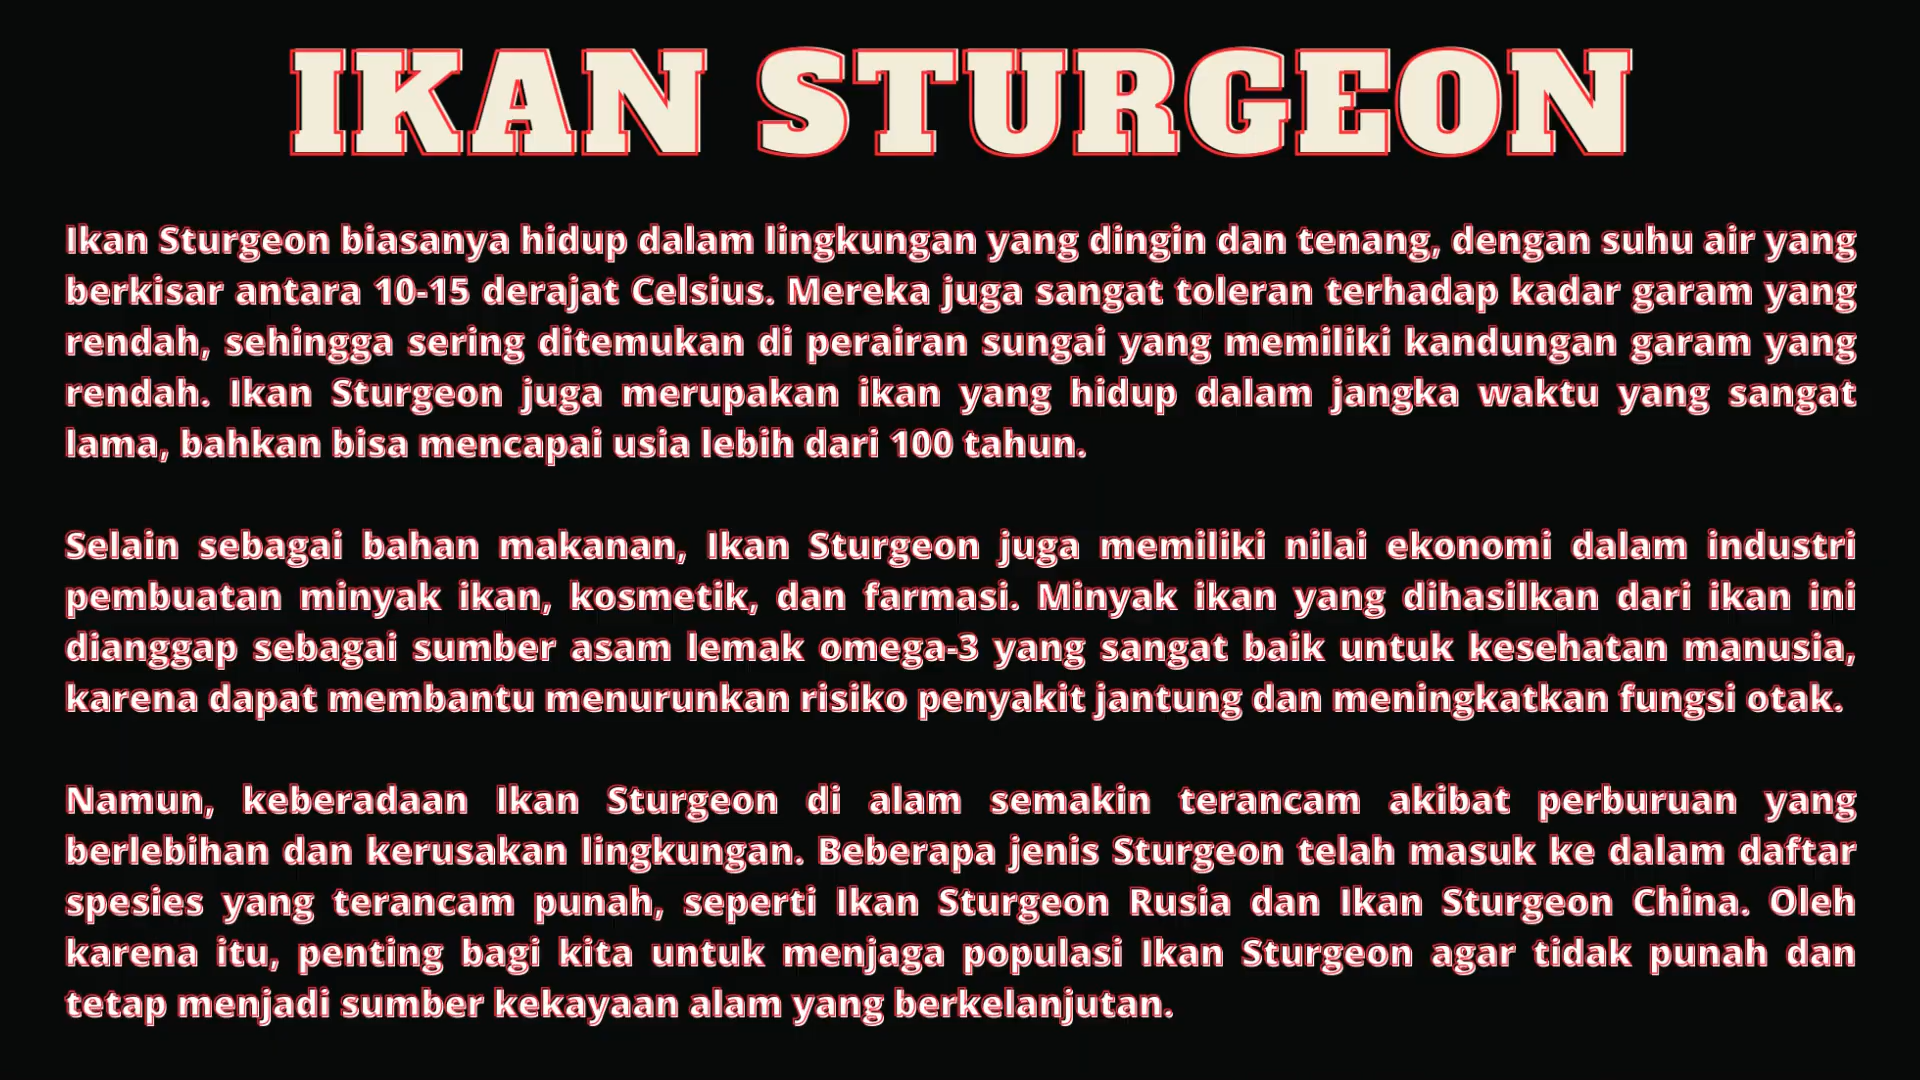 IKAN STURGEON
Ikan Sturgeon biasanya hidup dalam lingkungan yang dingin dan tenang, dengan suhu air yang
berkisar antara 10-15 derajat Celsius. Mereka juga sangat toleran terhadap kadar garam yang
rendah, sehingga sering ditemukan di perairan sungai yang memiliki kandungan garam yang
rendah. Ikan Sturgeon juga merupakan ikan yang hidup dalam jangka waktu yang sangat
lama, bahkan bisa mencapai usia lebih dari 100 tahun.
Selain sebagai bahan makanan, Ikan Sturgeon juga memiliki nilai ekonomi dalam industri
pembuatan minyak ikan, kosmetik, dan farmasi. Minyak ikan yang dihasilkan dari ikan ini
dianggap sebagai sumber asam lemak omega-3 yang sangat baik untuk kesehatan manusia,
karena dapat membantu menurunkan risiko penyakit jantung dan meningkatkan fungsi otak.
Namun, keberadaan Ikan Sturgeon di alam semakin terancam akibat perburuan yang
berlebihan dan kerusakan lingkungan. Beberapa jenis Sturgeon telah masuk ke dalam daftar
spesies yang terancam punah, seperti Ikan Sturgeon Rusia dan Ikan Sturgeon China. Oleh
karena itu, penting bagi kita untuk menjaga populasi Ikan Sturgeon agar tidak punah dan
tetap menjadi sumber kekayaan alam yang berkelanjutan.